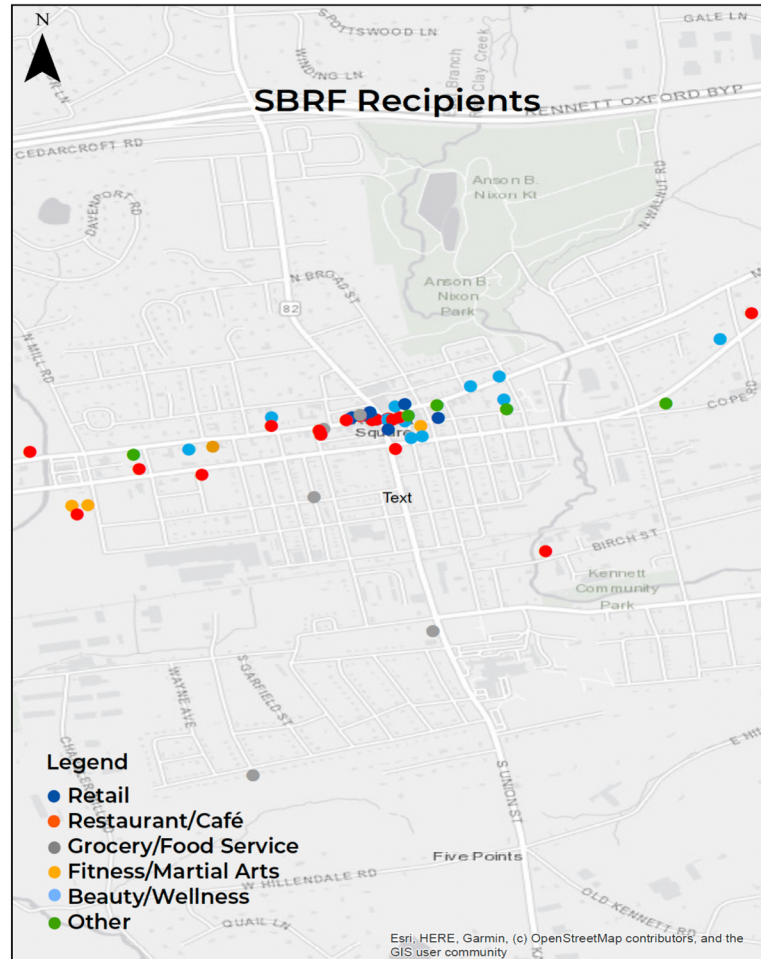 N
SPOTTSWOOD LN
GALE LN
WINDING LN
Branch
Red Clay Creek
SBRF Recipients
KENNETT OXFORD BYP
CEDARCROFT RD
Anson B.
Nixon Kt
N WALNUT RD
DAVENPORT RD
N BROAD ST
Anson B.
Nixon
Park
82
N MILL RD
COPE RD
Square
Text
BIRCH ST
Kennett
Community
Park
WAYNE AVE
S GARFIELD ST
S UNION ST
Legend
Retail
Restaurant/Café
Grocery/Food Service
Fitness/Martial Arts
Beauty/Wellness
Other
Five Points
W HILLENDALE RD
OLD KENNETT RD
QUAIL LN
Esri, HERE, Garmin, (c) OpenStreetMap contributors, and the
GIS user community